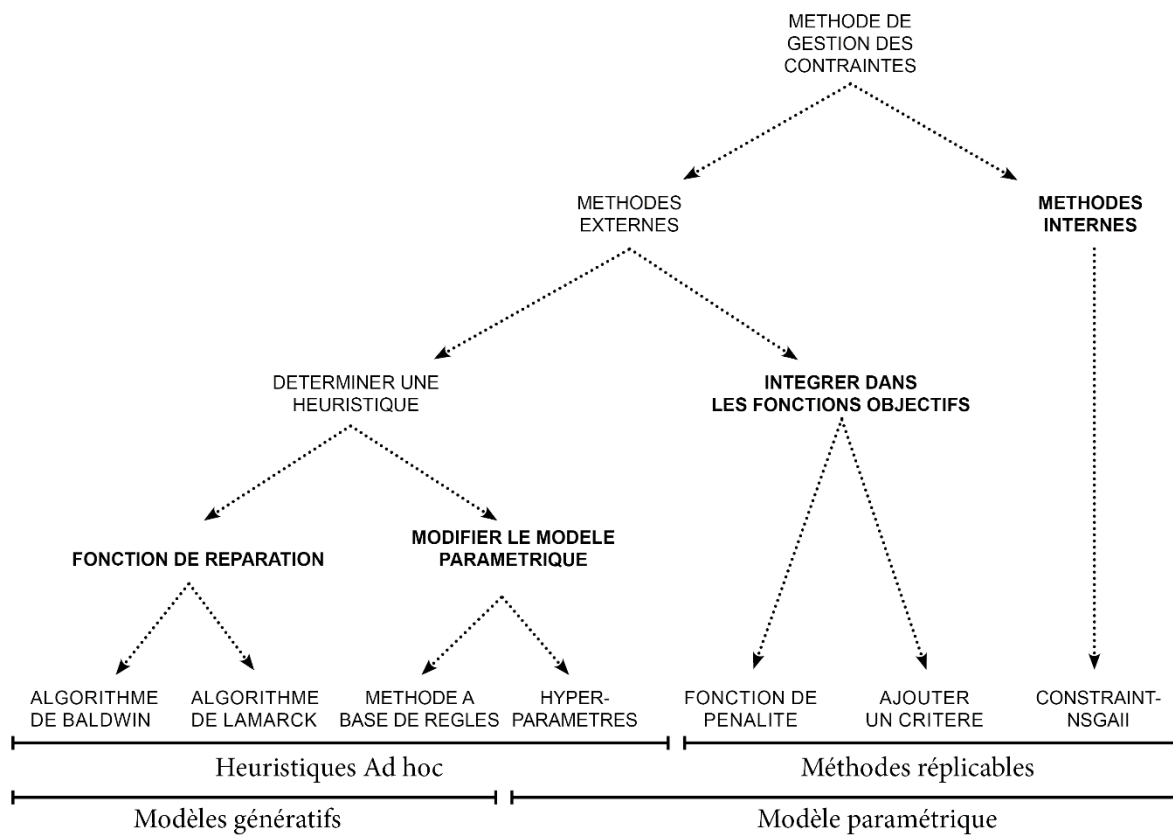 METHODE DE
GESTION DES
CONTRAINTES
METHODES
EXTERNES
METHODES
INTERNES
DETERMINER UNE
HEURISTIQUE
INTEGRER DANS
LES FONCTIONS OBJECTIFS
FONCTION DE REPARATION
MODIFIER LE MODELE
PARAMETRIQUE
ALGORITHME
DE BALDWIN
ALGORITHME
DE LAMARCK
METHODE A
BASE DE REGLES
HYPER-
PARAMETRES
FONCTION DE
PENALITE
AJOUTER
UN CRITERE
CONSTRAINT-
NSGAII
Heuristiques Ad hoc
Méthodes réplicables
Modèles génératifs
Modèle paramétrique